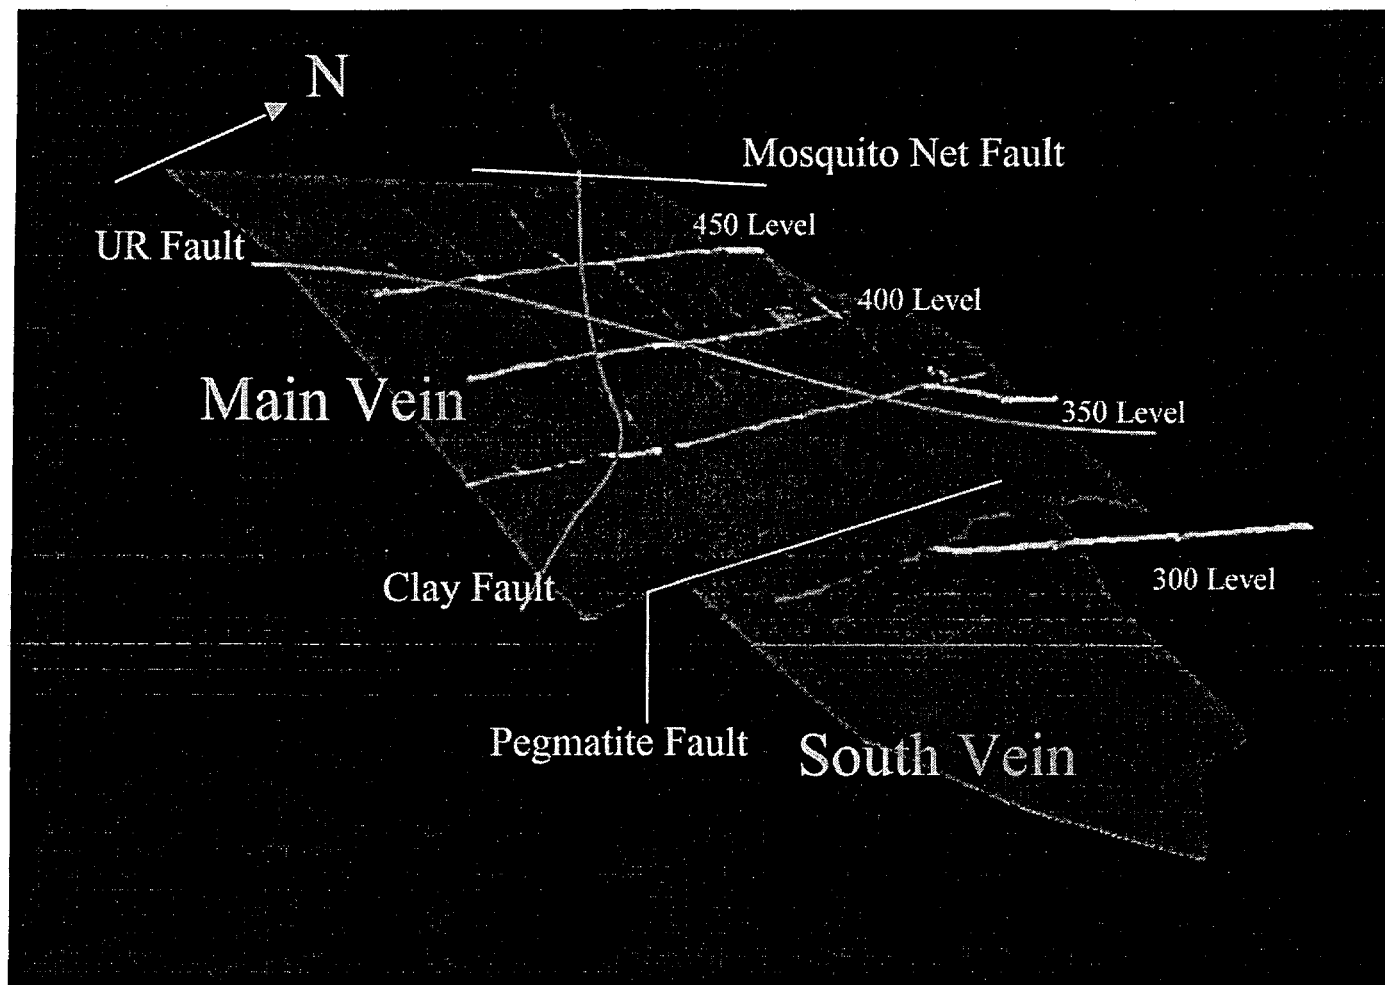 N
Mosquito Net Fault
450 Level
UR Fault
400 Level
Main Vein
350 Level
300 Level
Clay Fault
Pegmatite Fault
South Vein